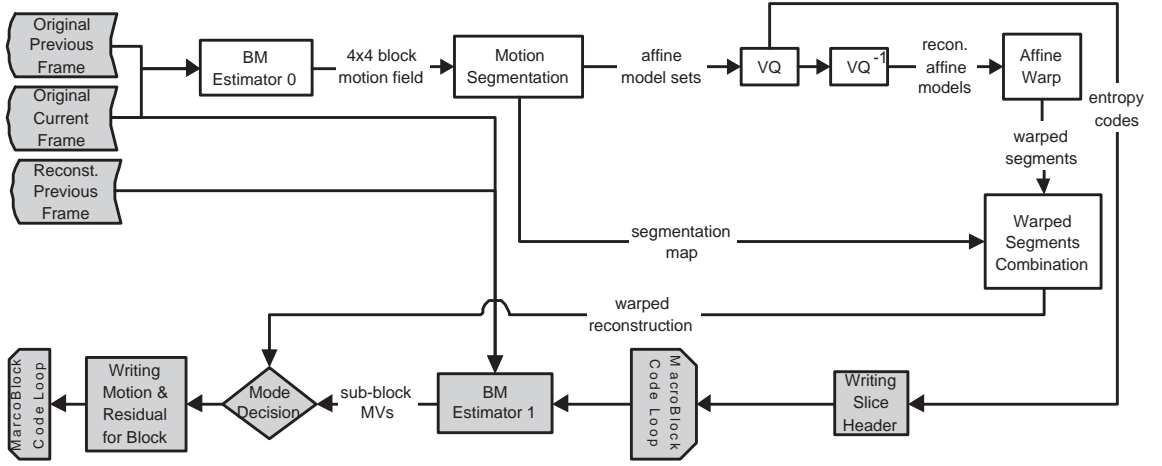 Original
Previous
Frame
BM
Estimator 0
4x4 block
motion field
Motion
Segmentation
affine
model sets
VQ
VQ-1
recon.
affine
models
Affine
Warp
entropy
codes
Original
Current
Frame
warped
segments
Reconst.
Previous
Frame
segmentation
map
Warped
Segments
Combination
warped
reconstruction
MarcoBlock
Code Loop
Writing
Motion &
Residual
for Block
Mode
Decision
sub-block
MVs
BM
Estimator 1
MacroBlock
Code Loop
Writing
Slice
Header